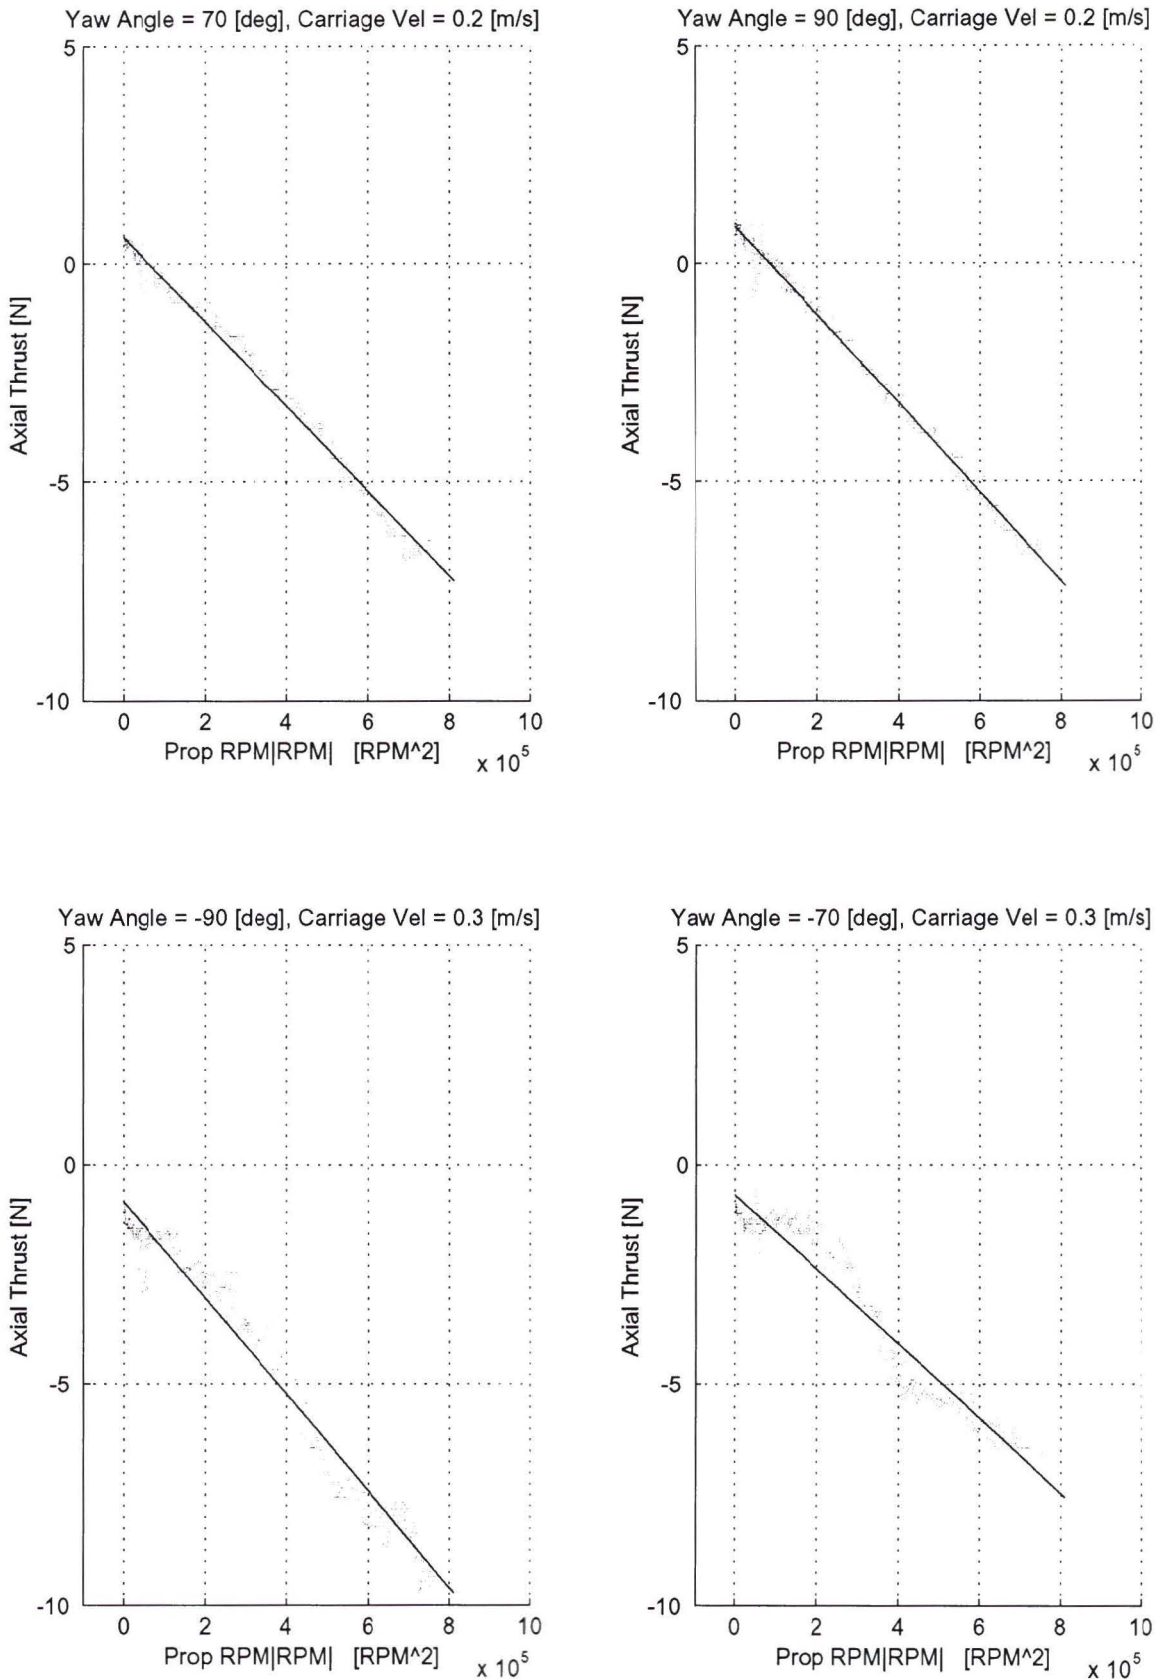 Yaw Angle = 70 [deg], Carriage Vel = 0.2 [m/s]
5
0
-5
-10
Axial Thrust [N]
0 2 4 6 8 10
Prop RPM|RPM| [RPM^2]
x 10^5
Yaw Angle = 90 [deg], Carriage Vel = 0.2 [m/s]
5
0
-5
-10
Axial Thrust [N]
0 2 4 6 8 10
Prop RPM|RPM| [RPM^2]
x 10^5
Yaw Angle = -90 [deg], Carriage Vel = 0.3 [m/s]
5
0
-5
-10
Axial Thrust [N]
0 2 4 6 8 10
Prop RPM|RPM| [RPM^2]
x 10^5
Yaw Angle = -70 [deg], Carriage Vel = 0.3 [m/s]
5
0
-5
-10
Axial Thrust [N]
0 2 4 6 8 10
Prop RPM|RPM| [RPM^2]
x 10^5